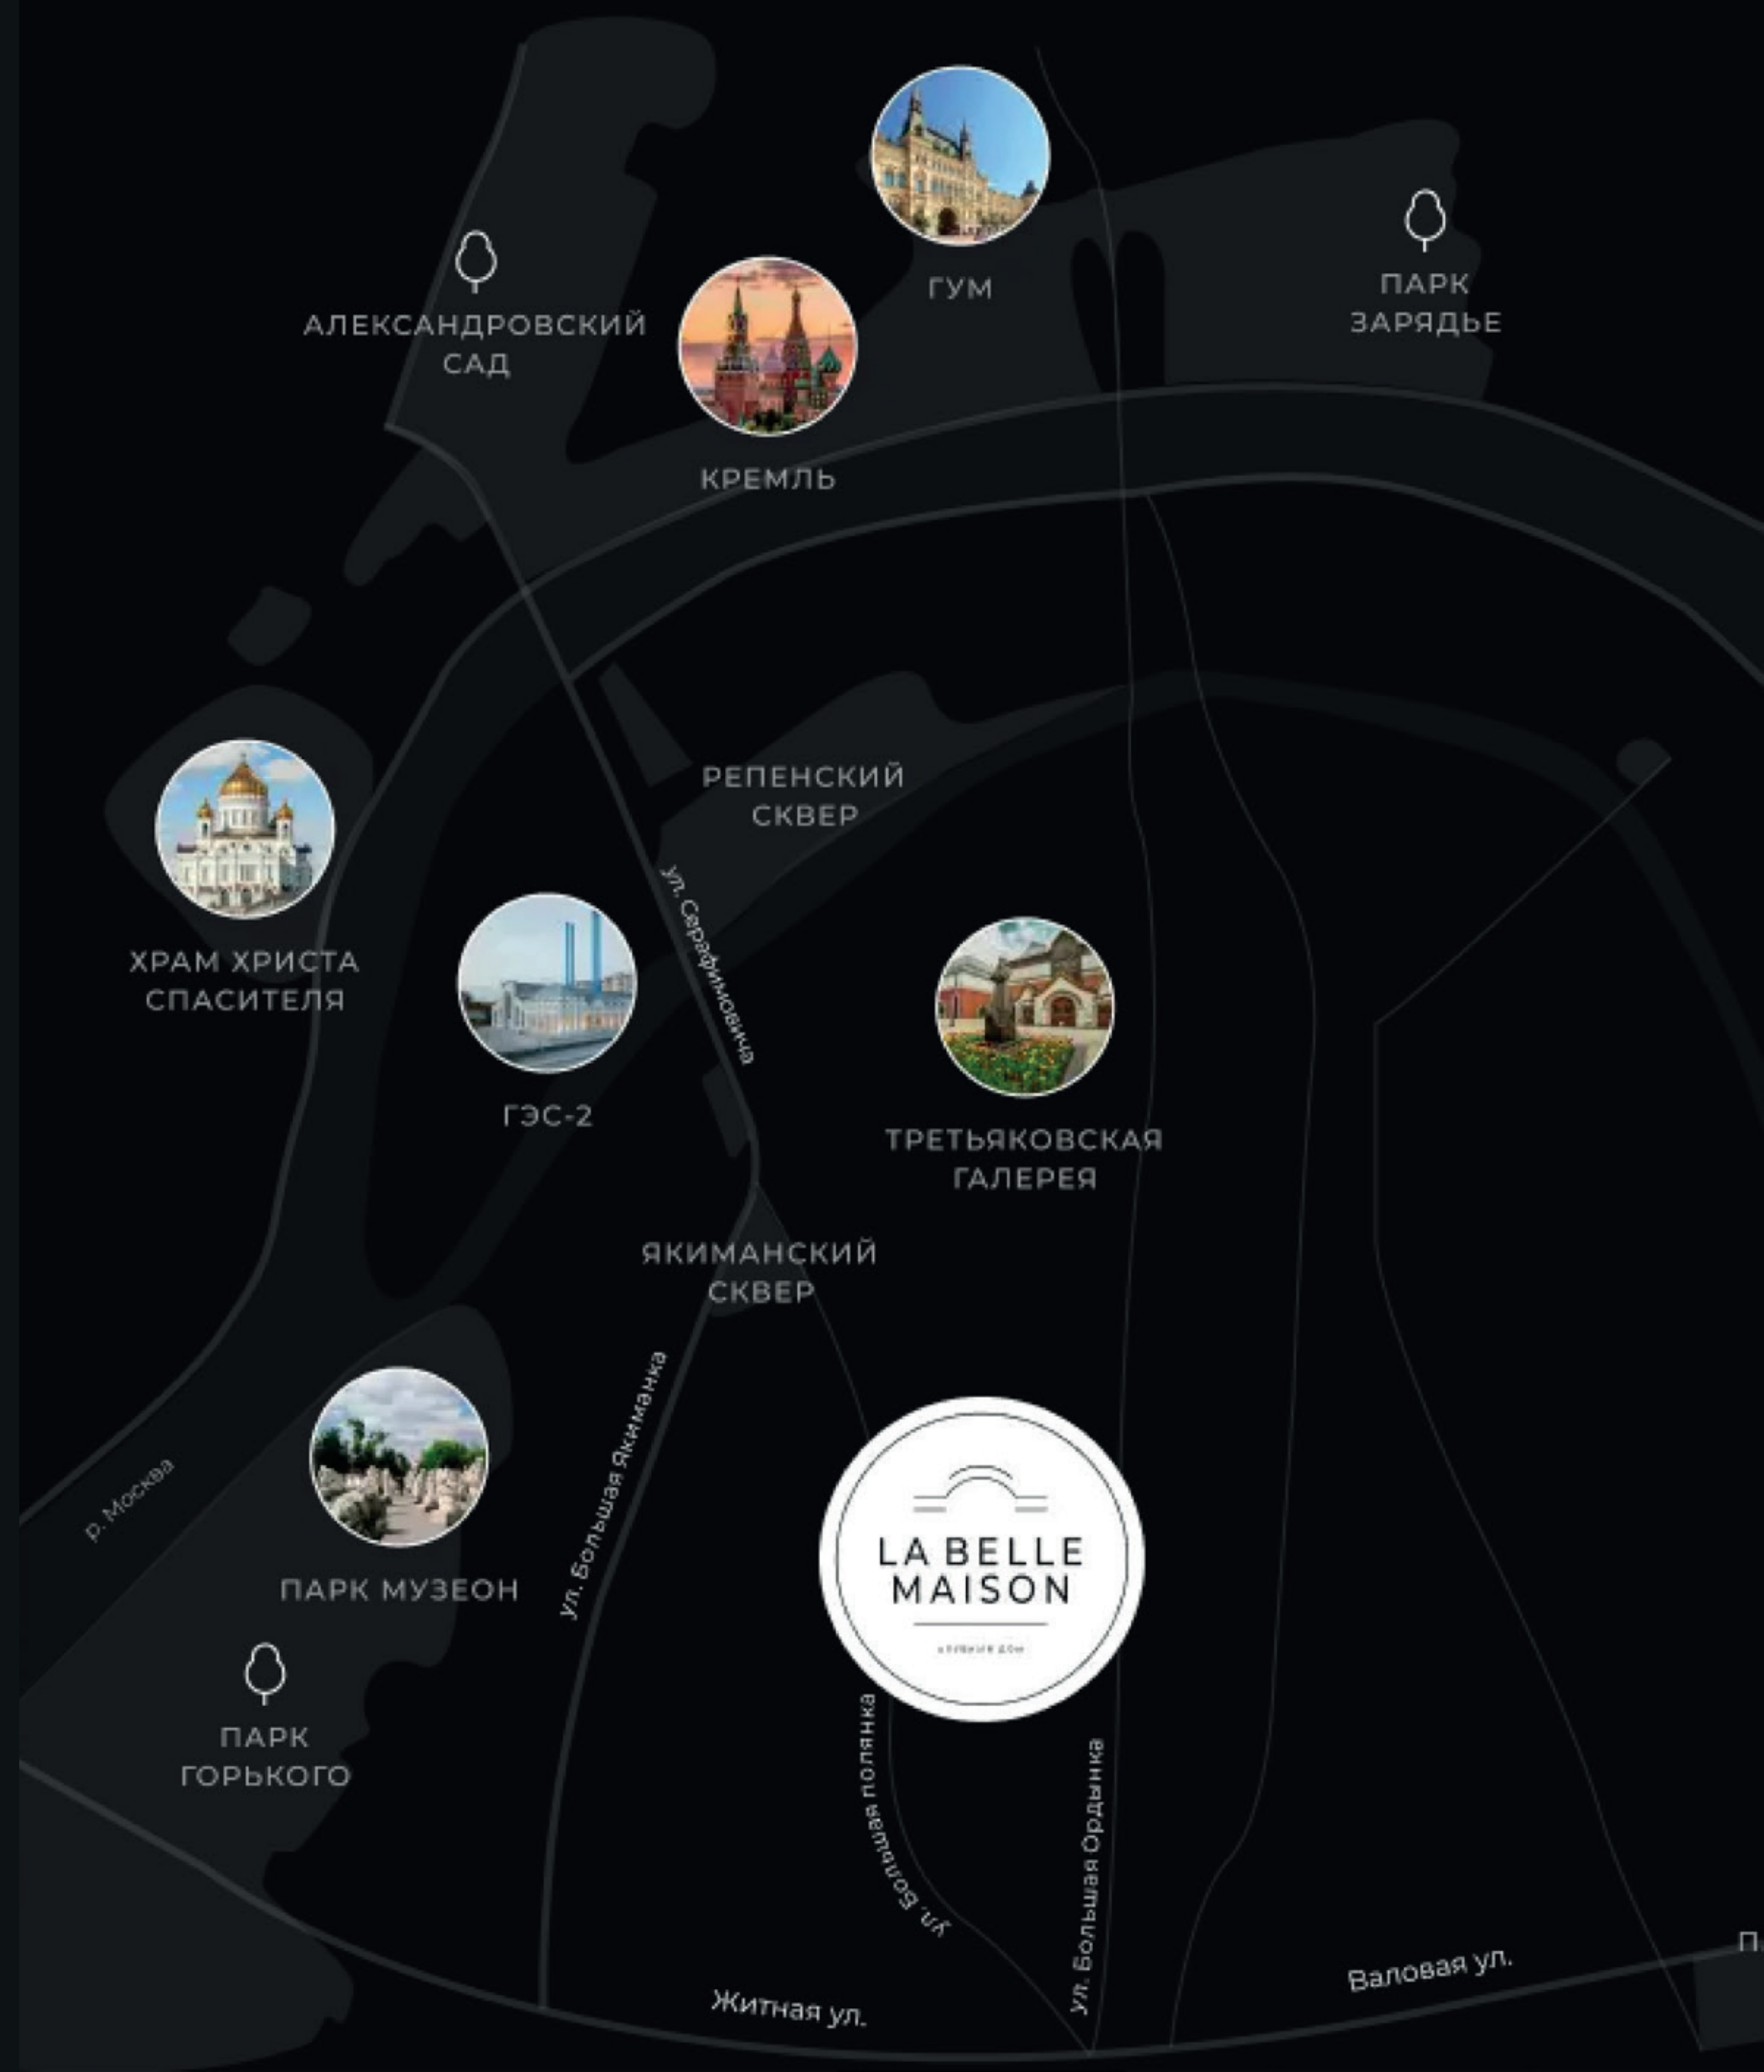 ГУМ
ПАРК
ЗАРЯДЬЕ
АЛЕКСАНДРОВСКИЙ
САД
КРЕМЛЬ
РЕПЕНСКИЙ
СКВЕР
ул. Серафимовича
ХРАМ ХРИСТА
СПАСИТЕЛЯ
ГЭС-2
ТРЕТЬЯКОВСКАЯ
ГАЛЕРЕЯ
ЯКИМАНСКИЙ
СКВЕР
ул. Большая Якиманка
р. Москва
LA BELLE
MAISON
ПАРК МУЗЕОН
ПАРК
ГОРЬКОГО
ул. Большая полянка
ул. Большая Ордынка
Житная ул.
Валовая ул.
П